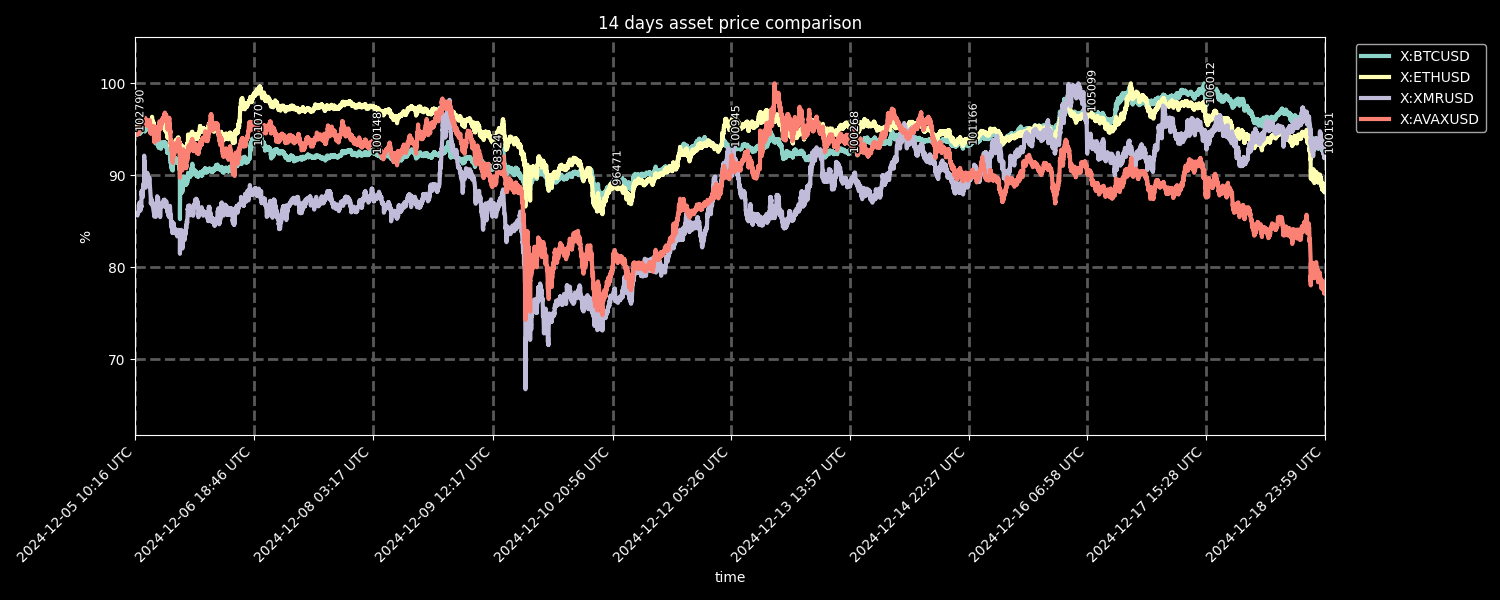 14 days asset price comparison
X:BTCUSD
X:ETHUSD
X:XMRUSD
X:AVAXUSD
100
90
80
70
%
102790
101070
100148
98324
96471
100945
100268
101166
105099
106012
100151
2024-12-05 10:16 UTC
2024-12-06 18:46 UTC
2024-12-08 03:17 UTC
2024-12-09 12:17 UTC
2024-12-10 20:56 UTC
2024-12-12 05:26 UTC
2024-12-13 13:57 UTC
2024-12-14 22:27 UTC
2024-12-16 06:58 UTC
2024-12-17 15:28 UTC
2024-12-18 23:59 UTC
time